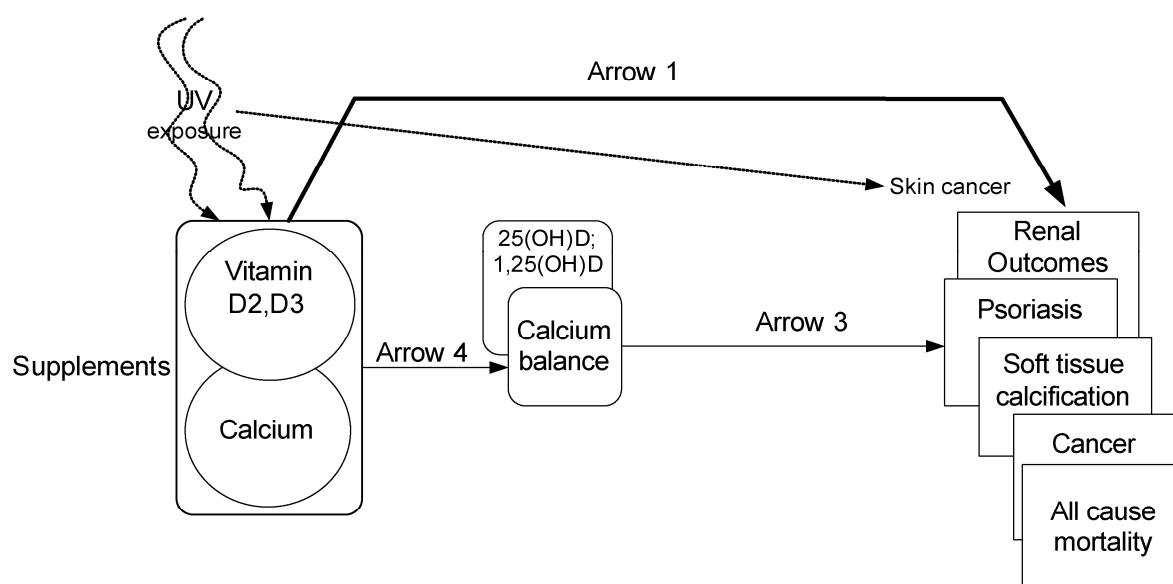 Arrow 1
UV
exposure
Skin cancer
Supplements
Vitamin
D2,D3
Calcium
Arrow 4
25(OH)D;
1,25(OH)D
Calcium
balance
Arrow 3
Renal
Outcomes
Psoriasis
Soft tissue
calcification
Cancer
All cause
mortality